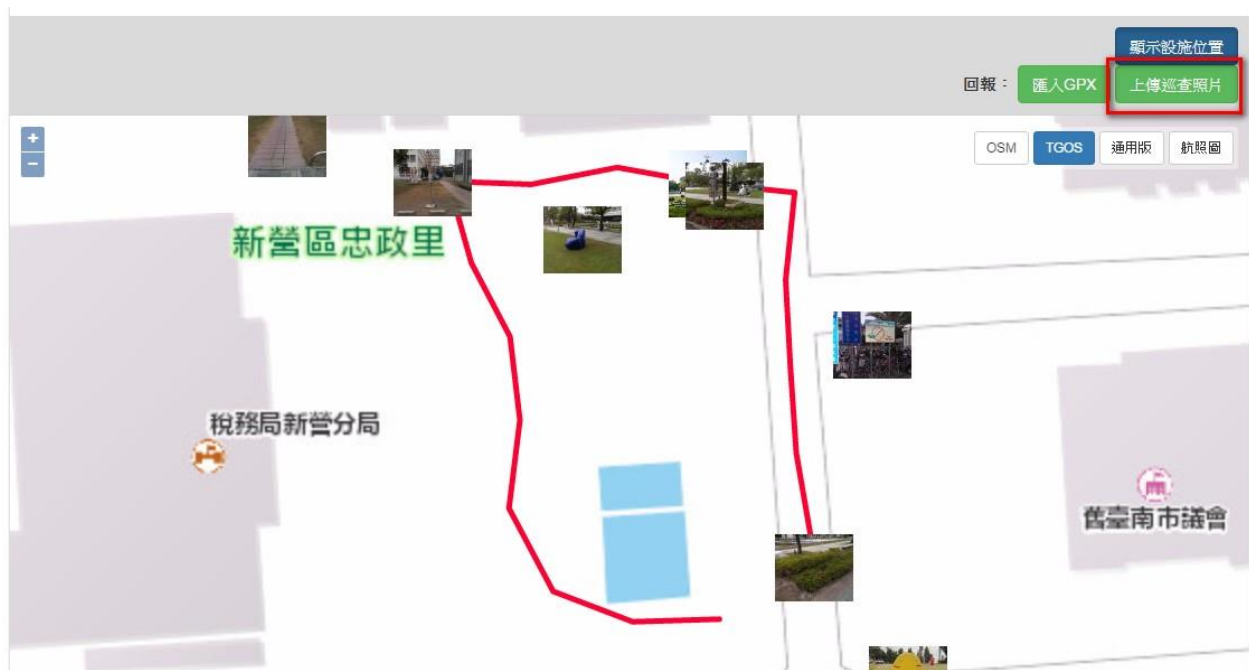 顯示設施位置
回報： 匯入GPX 上傳巡查照片
+
−
OSM TGOS 通用版 航照圖
新營區忠政里
稅務局新營分局
舊臺南市議會